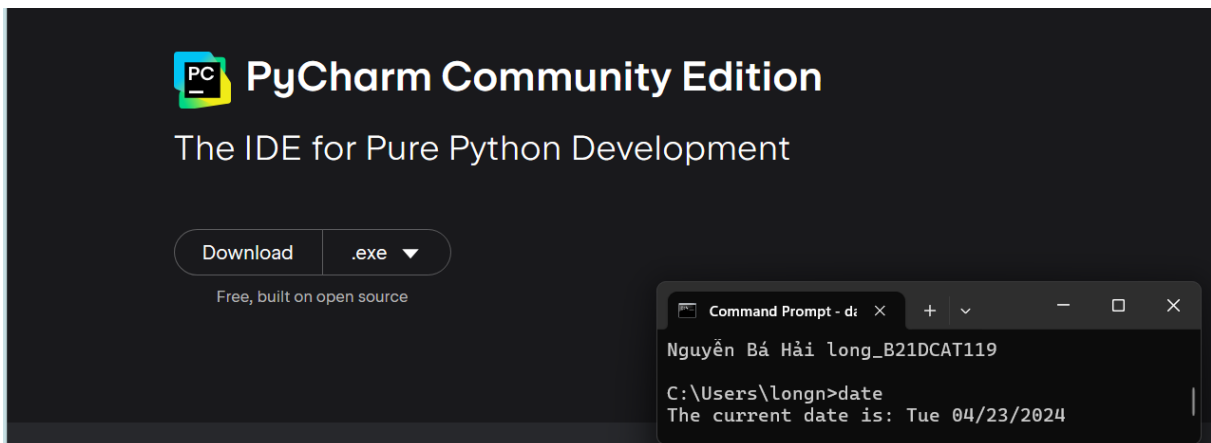 PC
PyCharm Community Edition
The IDE for Pure Python Development
Download .exe
Free, built on open source
Command Prompt - da
Nguyễn Bá Hải long_B21DCAT119
C:\Users\longn>date
The current date is: Tue 04/23/2024